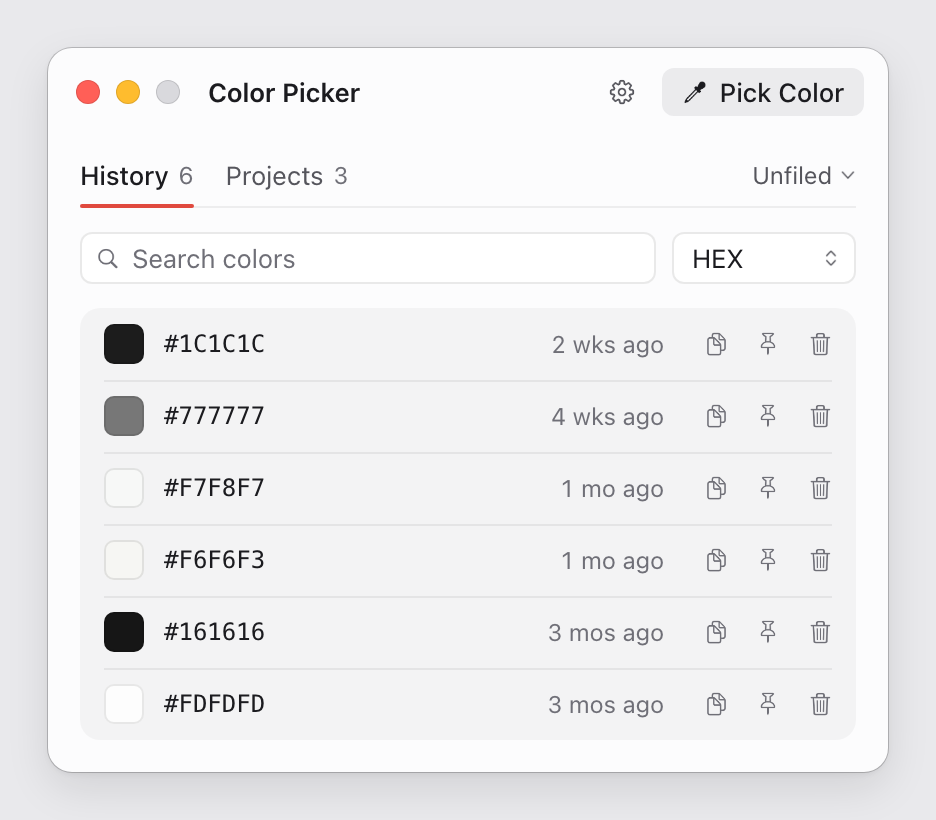 Color Picker
Pick Color
History 6
Projects 3
Unfiled
Search colors
HEX
#1C1C1C 2 wks ago
#777777 4 wks ago
#F7F8F7 1 mo ago
#F6F6F3 1 mo ago
#161616 3 mos ago
#FDFDFD 3 mos ago